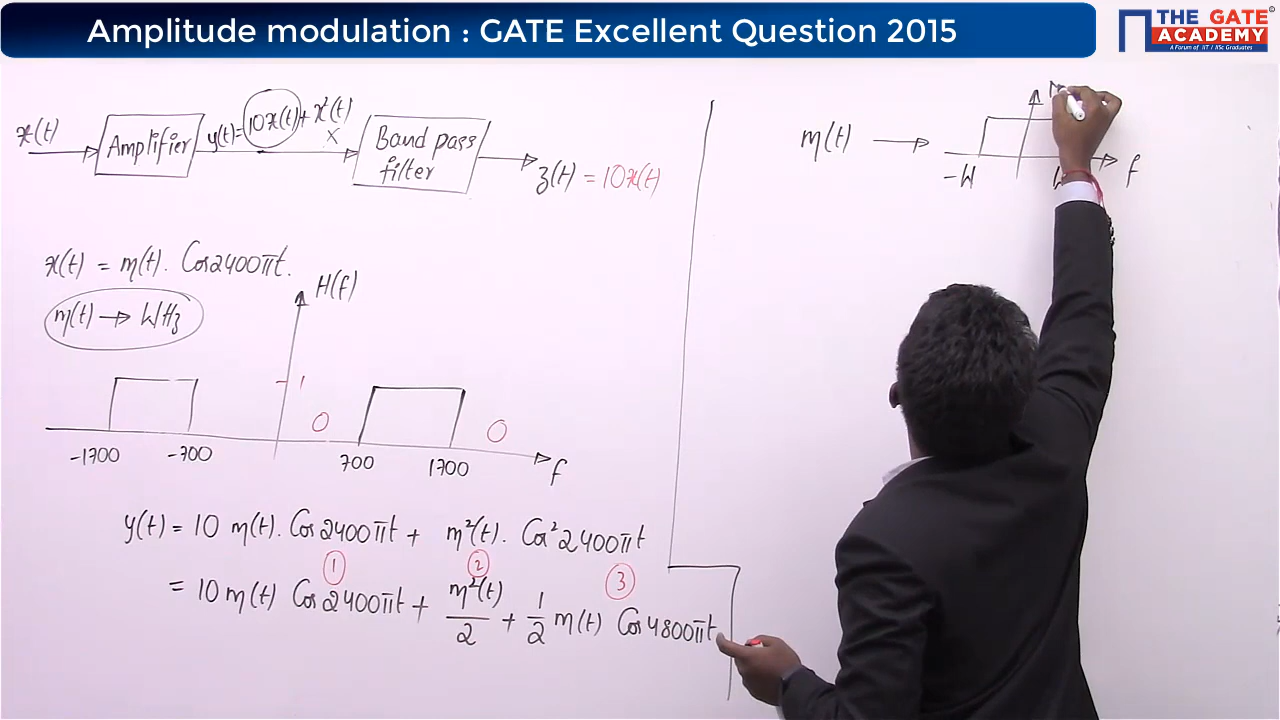 Amplitude modulation : GATE Excellent Question 2015
THE GATE ACADEMY
A Forum of IIT / IISc Graduates
x(t)
Amplifier
y(t)= 10x(t) + x²(t)
×
Band pass
filter
z(t) = 10x(t)
x(t) = m(t). Cos2400πt.
m(t) → WHz
H(f)
1
0
0
-1700
-700
700
1700
f
y(t) = 10 m(t). Cos2400πt + m²(t). Cos²2400πt
① ② ③
= 10 m(t) Cos2400πt + m²(t)/2 + 1/2 m(t) Cos4800πt
m(t) →
-W
f